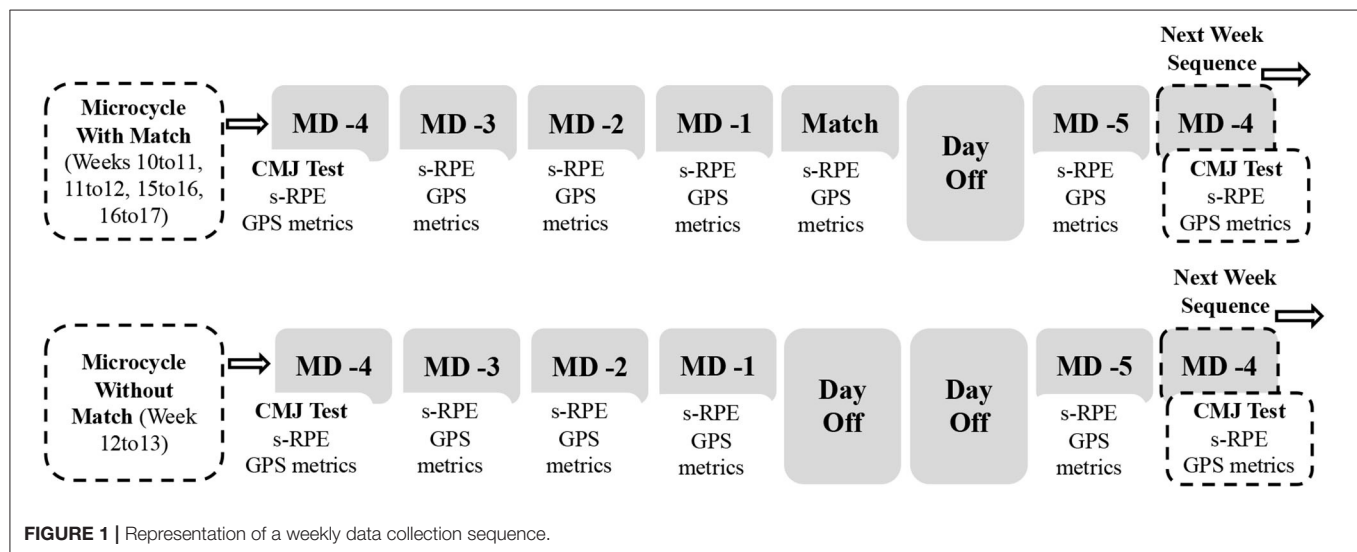 Next Week
Sequence
Microcycle
With Match
(Weeks 10to11,
11to12, 15to16,
16to17)
MD -4
CMJ Test
s-RPE
GPS metrics
MD -3
s-RPE
GPS
metrics
MD -2
s-RPE
GPS
metrics
MD -1
s-RPE
GPS
metrics
Match
s-RPE
GPS
metrics
Day
Off
MD -5
s-RPE
GPS
metrics
MD -4
CMJ Test
s-RPE
GPS metrics
Next Week
Sequence
Microcycle
Without
Match (Week
12to13)
MD -4
CMJ Test
s-RPE
GPS metrics
MD -3
s-RPE
GPS
metrics
MD -2
s-RPE
GPS
metrics
MD -1
s-RPE
GPS
metrics
Day
Off
Day
Off
MD -5
s-RPE
GPS
metrics
MD -4
CMJ Test
s-RPE
GPS metrics
FIGURE 1 | Representation of a weekly data collection sequence.